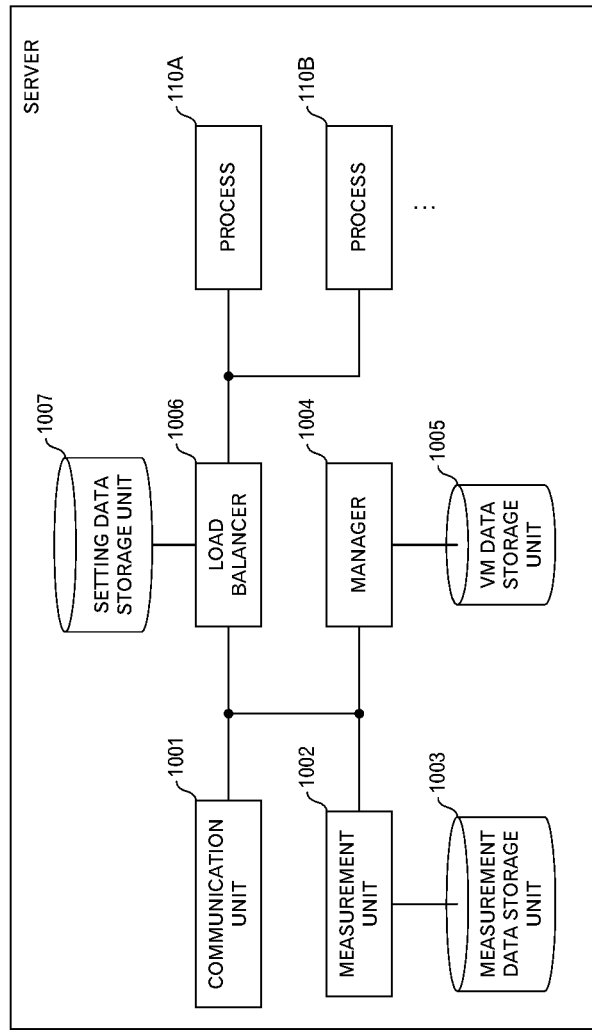 SERVER
1007
SETTING DATA
STORAGE UNIT
1001
COMMUNICATION
UNIT
1006
LOAD
BALANCER
110A
PROCESS
1002
MEASUREMENT
UNIT
1004
MANAGER
110B
PROCESS
...
1003
MEASUREMENT
DATA STORAGE
UNIT
1005
VM DATA
STORAGE
UNIT